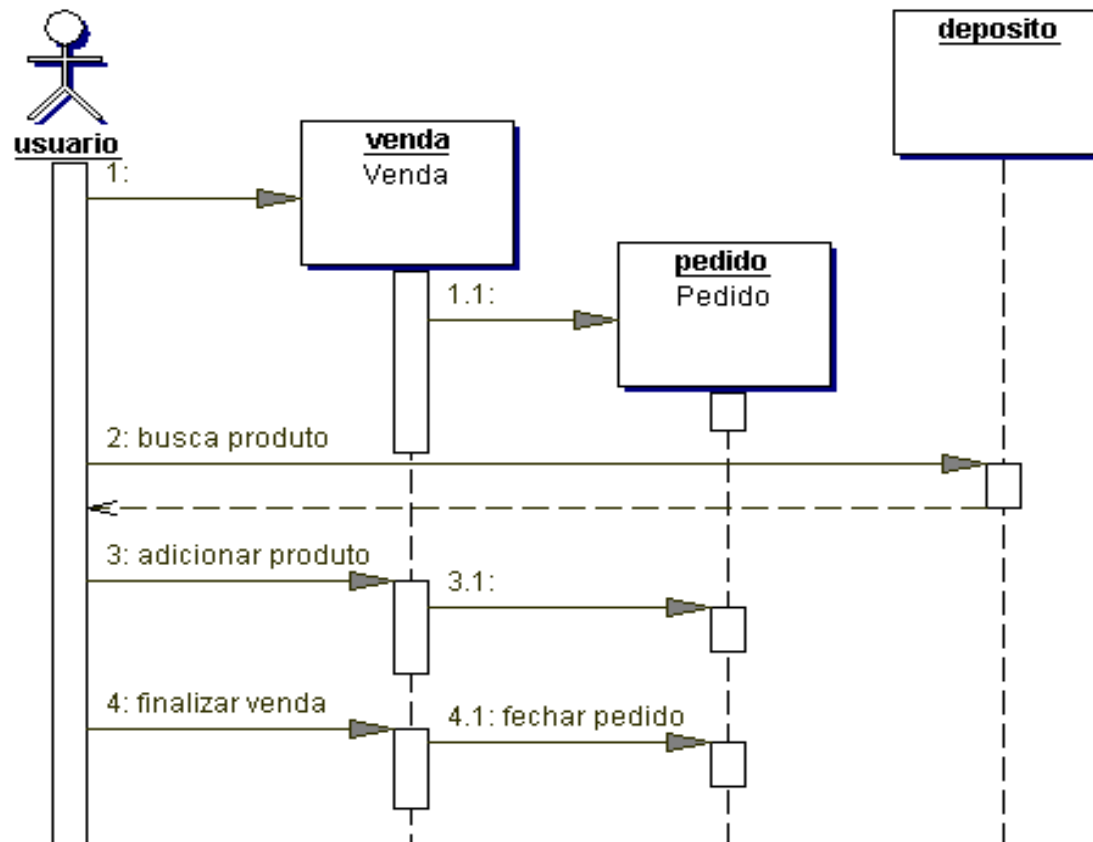 deposito
usuario
venda
Venda
1:
pedido
Pedido
1.1:
2: busca produto
3: adicionar produto
3.1:
4: finalizar venda
4.1: fechar pedido